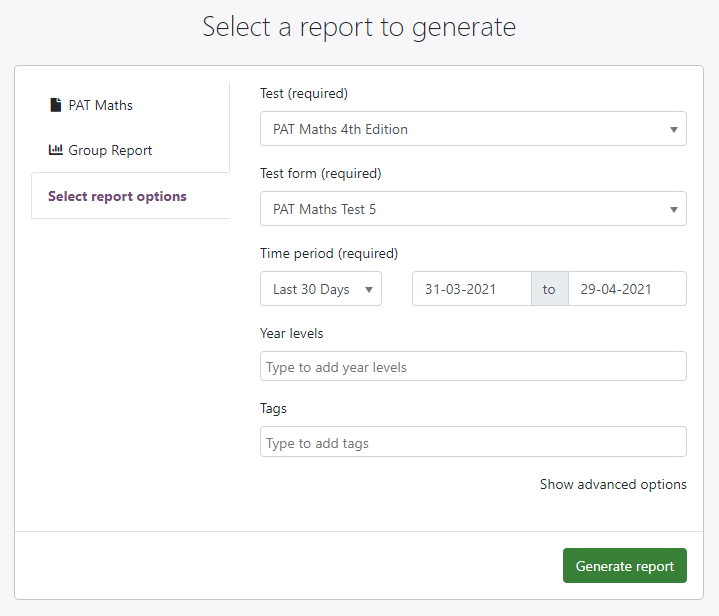 Select a report to generate
PAT Maths
Group Report
Select report options
Test (required)
PAT Maths 4th Edition
Test form (required)
PAT Maths Test 5
Time period (required)
Last 30 Days 31-03-2021 to 29-04-2021
Year levels
Type to add year levels
Tags
Type to add tags
Show advanced options
Generate report